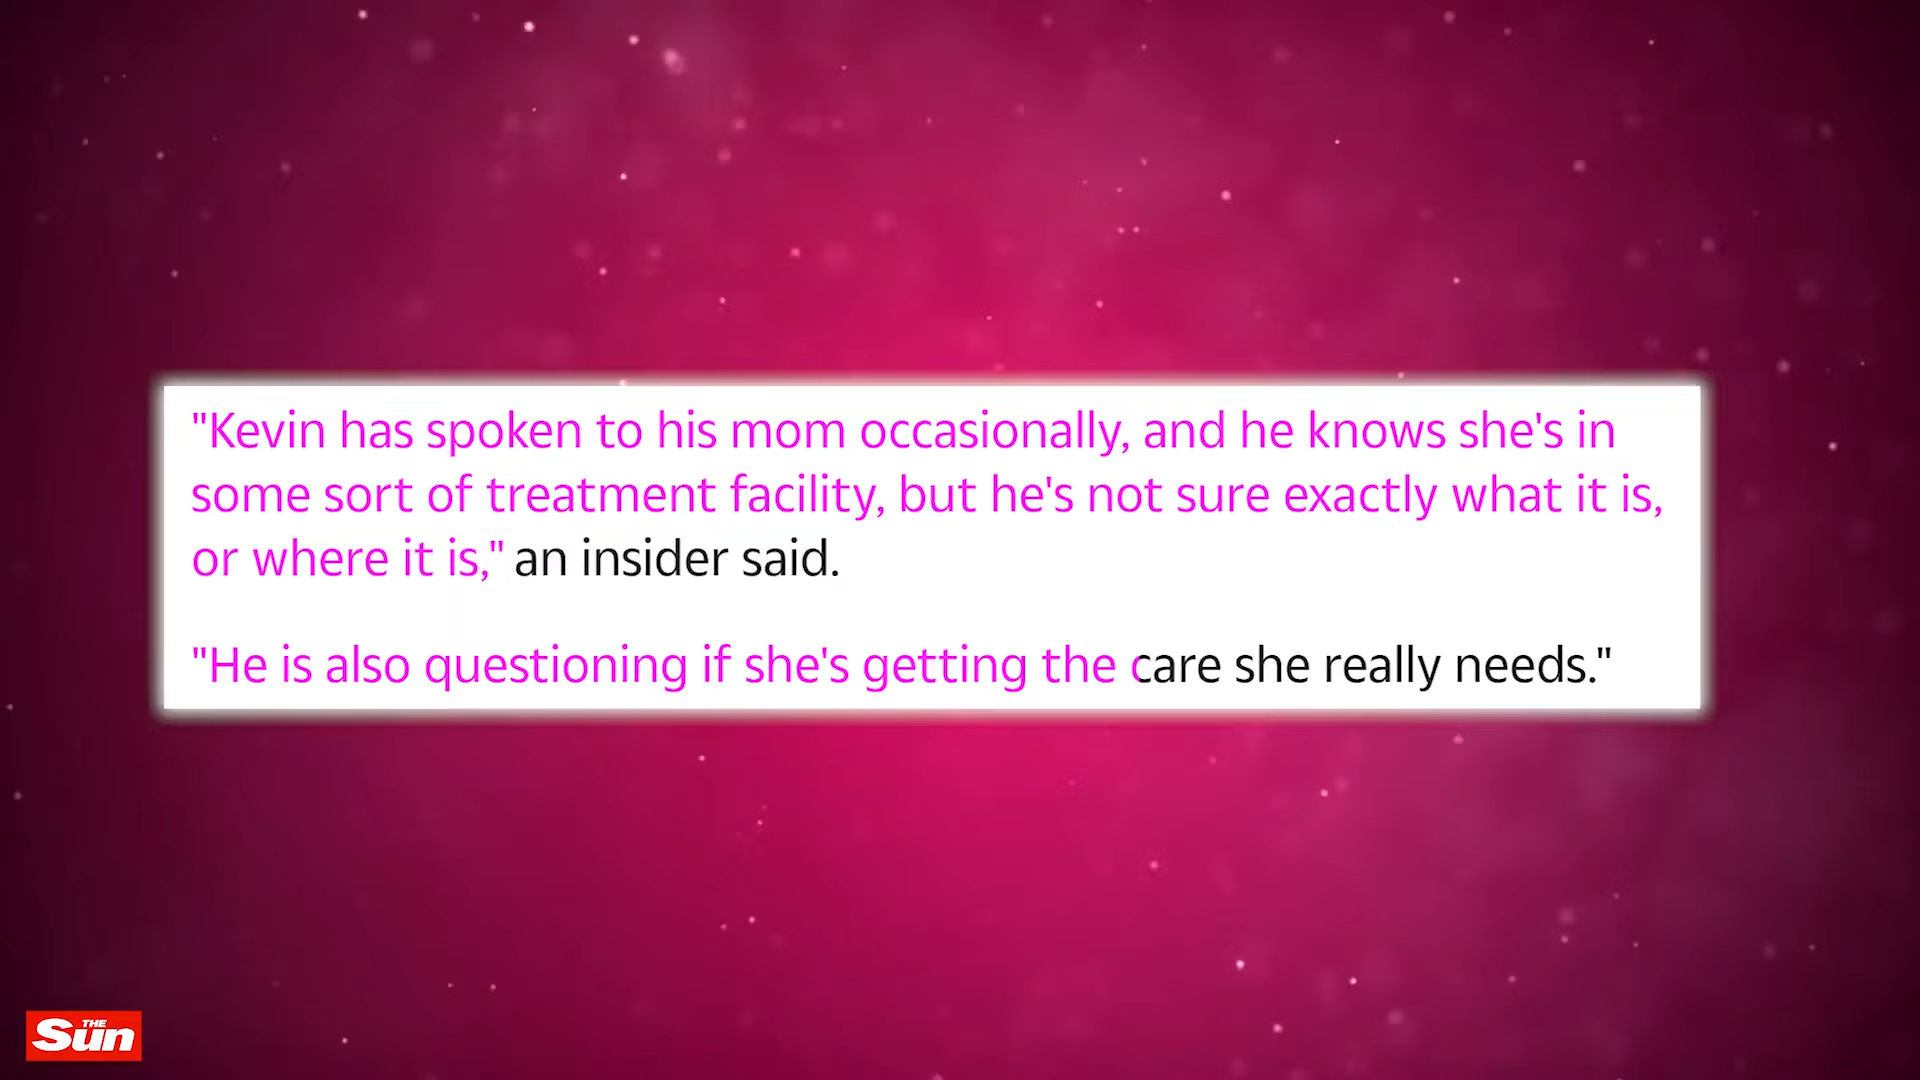 "Kevin has spoken to his mom occasionally, and he knows she's in
some sort of treatment facility, but he's not sure exactly what it is,
or where it is," an insider said.
"He is also questioning if she's getting the care she really needs."
THE
Sun